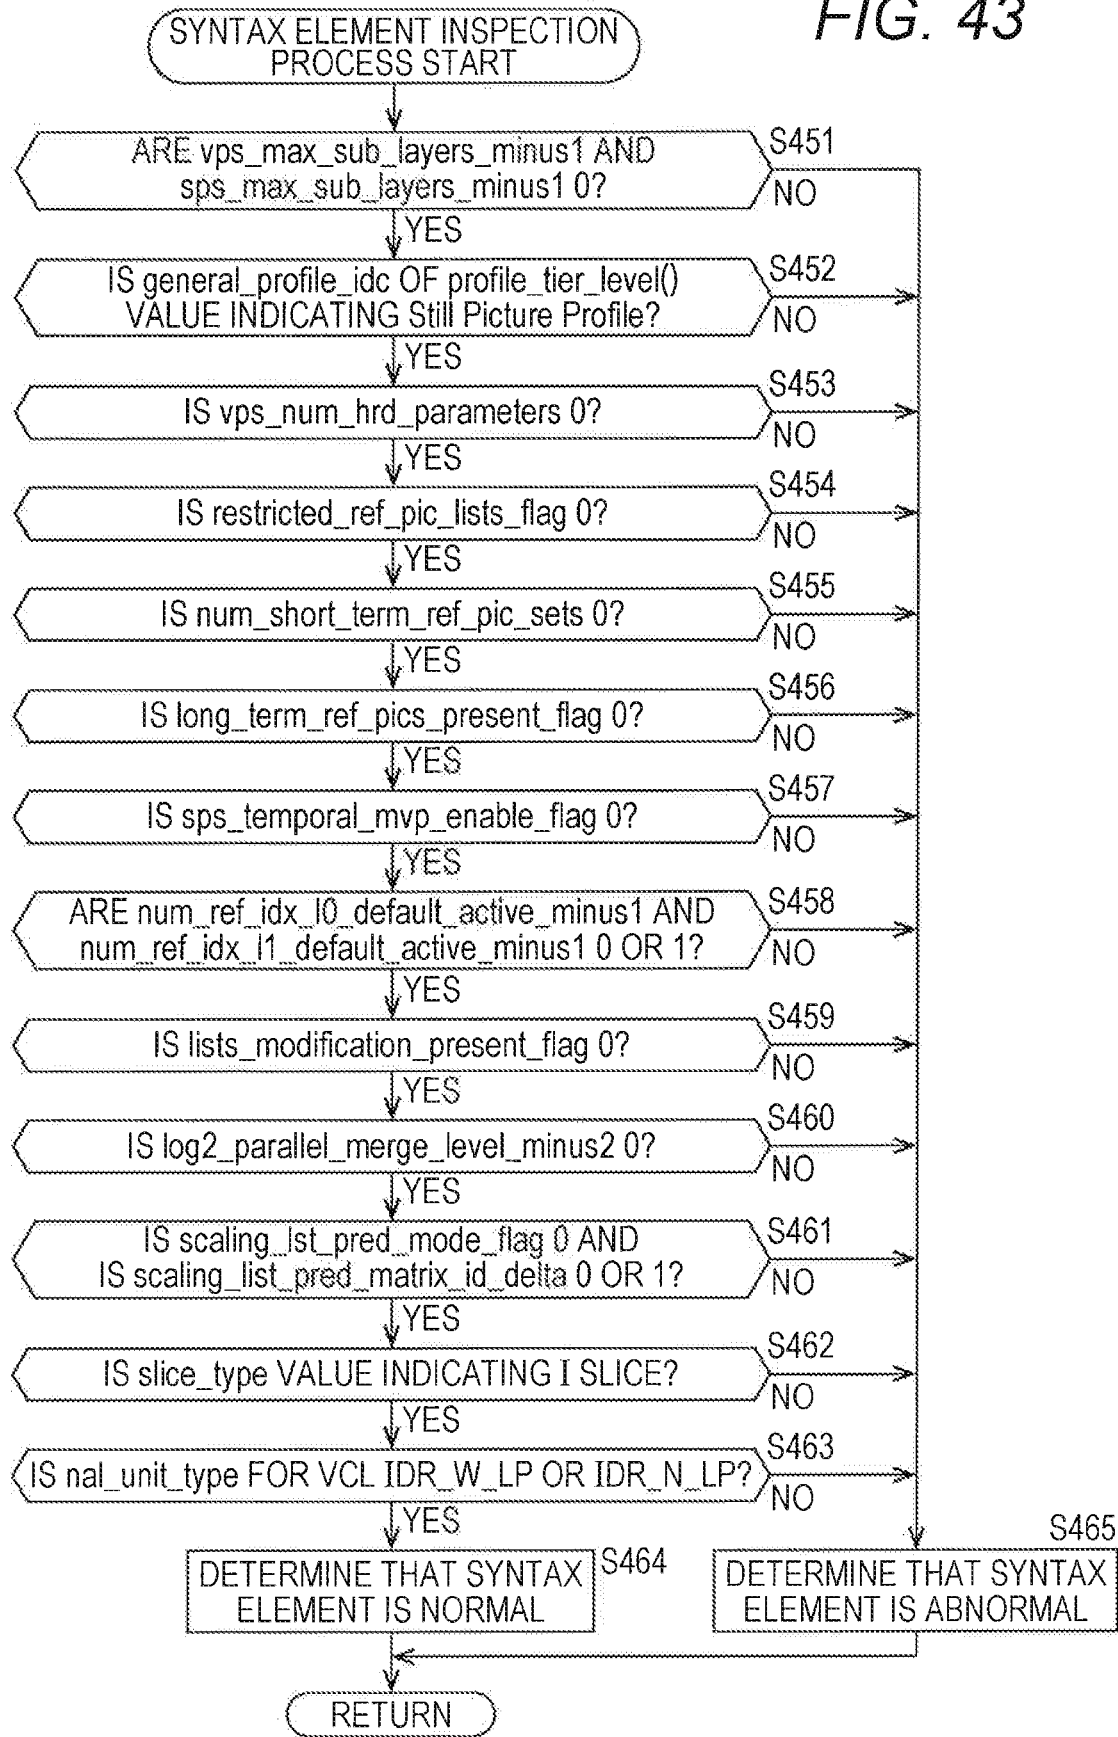 FIG. 43
SYNTAX ELEMENT INSPECTION
PROCESS START
ARE vps_max_sub_layers_minus1 AND
sps_max_sub_layers_minus1 0?
S451
NO
YES
IS general_profile_idc OF profile_tier_level()
VALUE INDICATING Still Picture Profile?
S452
NO
YES
IS vps_num_hrd_parameters 0?
S453
NO
YES
IS restricted_ref_pic_lists_flag 0?
S454
NO
YES
IS num_short_term_ref_pic_sets 0?
S455
NO
YES
IS long_term_ref_pics_present_flag 0?
S456
NO
YES
IS sps_temporal_mvp_enable_flag 0?
S457
NO
YES
ARE num_ref_idx_l0_default_active_minus1 AND
num_ref_idx_l1_default_active_minus1 0 OR 1?
S458
NO
YES
IS lists_modification_present_flag 0?
S459
NO
YES
IS log2_parallel_merge_level_minus2 0?
S460
NO
YES
IS scaling_lst_pred_mode_flag 0 AND
IS scaling_list_pred_matrix_id_delta 0 OR 1?
S461
NO
YES
IS slice_type VALUE INDICATING I SLICE?
S462
NO
YES
IS nal_unit_type FOR VCL IDR_W_LP OR IDR_N_LP?
S463
NO
YES
DETERMINE THAT SYNTAX
ELEMENT IS NORMAL
S464
S465
DETERMINE THAT SYNTAX
ELEMENT IS ABNORMAL
RETURN